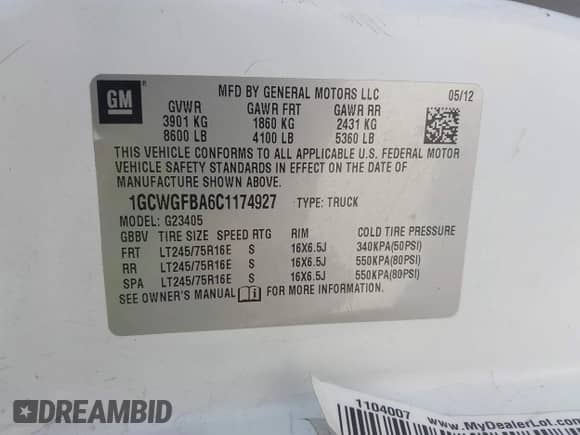 GM
MFD BY GENERAL MOTORS LLC 05/12
GVWR GAWR FRT GAWR RR
3901 KG 1860 KG 2431 KG
8600 LB 4100 LB 5360 LB
THIS VEHICLE CONFORMS TO ALL APPLICABLE U.S. FEDERAL MOTOR
VEHICLE SAFETY STANDARDS IN EFFECT ON THE DATE OF
MANUFACTURE SHOWN ABOVE.
1GCWGFBA6C1174927 TYPE: TRUCK
MODEL: G23405
GBBV TIRE SIZE SPEED RTG RIM COLD TIRE PRESSURE
FRT LT245/75R16E S 16X6.5J 340KPA(50PSI)
RR LT245/75R16E S 16X6.5J 550KPA(80PSI)
SPA LT245/75R16E S 16X6.5J 550KPA(80PSI)
SEE OWNER'S MANUAL FOR MORE INFORMATION.
1104007
www.MyDealerLot.com
DREAMBID